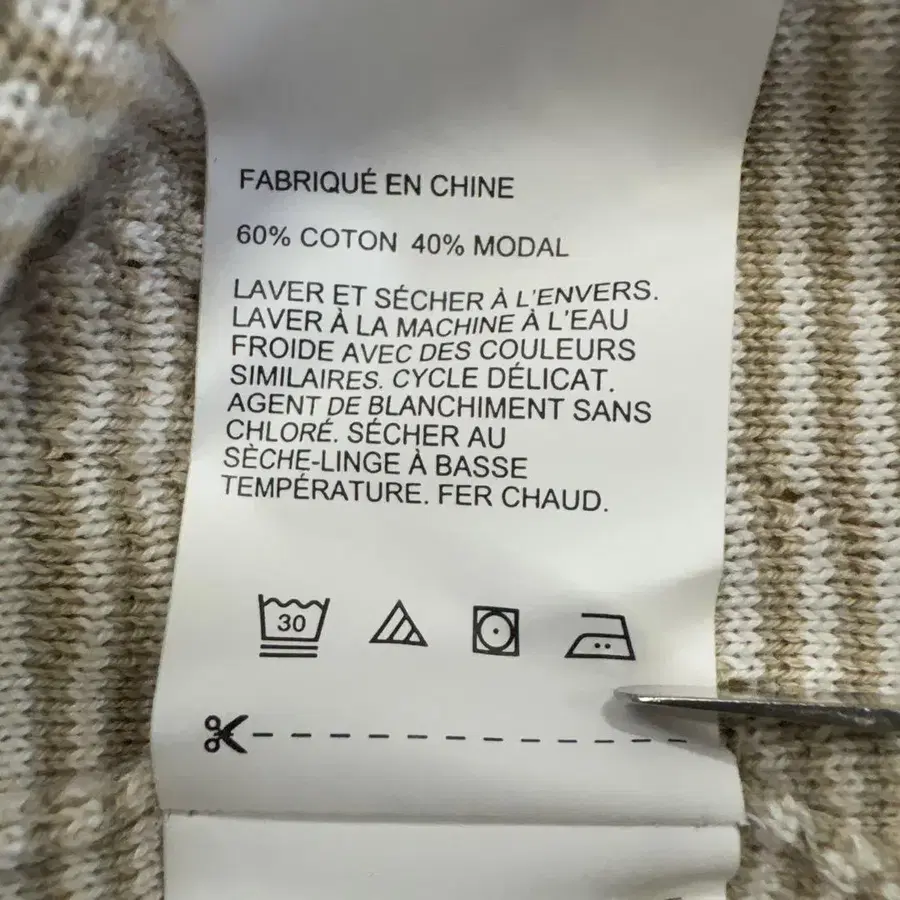 FABRIQUÉ EN CHINE
60% COTON 40% MODAL
LAVER ET SÉCHER À L'ENVERS.
LAVER À LA MACHINE À L'EAU
FROIDE AVEC DES COULEURS
SIMILAIRES. CYCLE DÉLICAT.
AGENT DE BLANCHIMENT SANS
CHLORÉ. SÉCHER AU
SÈCHE-LINGE À BASSE
TEMPÉRATURE. FER CHAUD.
30